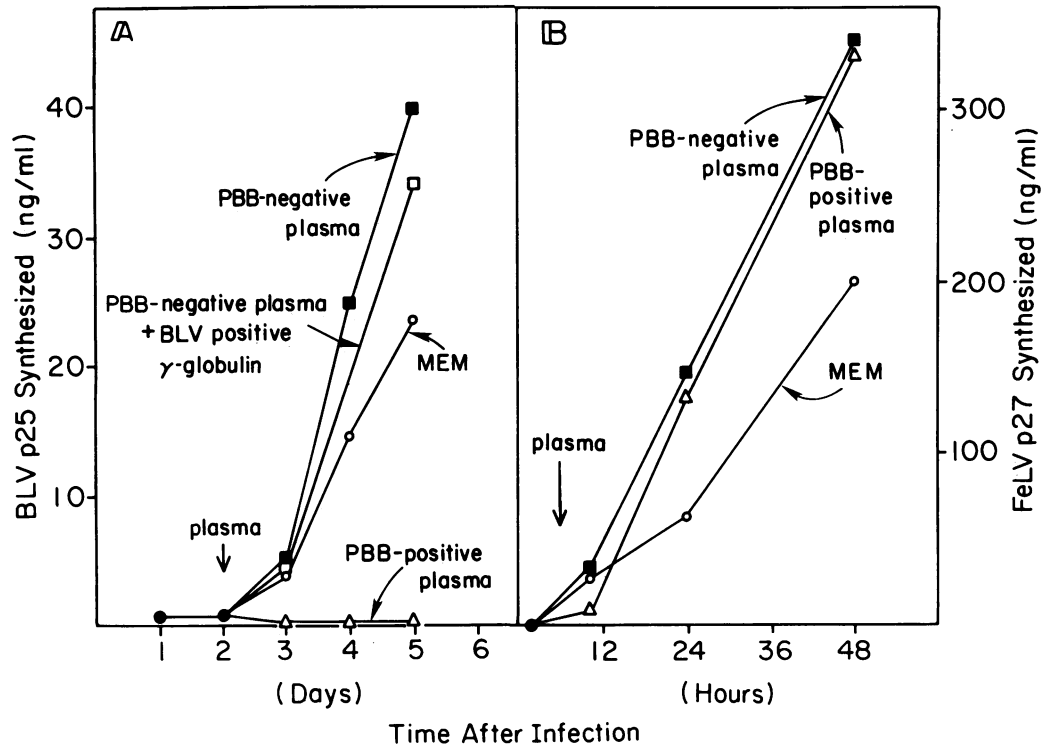 A
BLV p25 Synthesized (ng/ml)
40
30
20
10
PBB-negative
plasma
PBB-negative plasma
+ BLV positive
γ-globulin
MEM
plasma
PBB-positive
plasma
1 2 3 4 5 6
(Days)
B
PBB-negative
plasma
PBB-
positive
plasma
MEM
plasma
300
200
100
FeLV p27 Synthesized (ng/ml)
12 24 36 48
(Hours)
Time After Infection